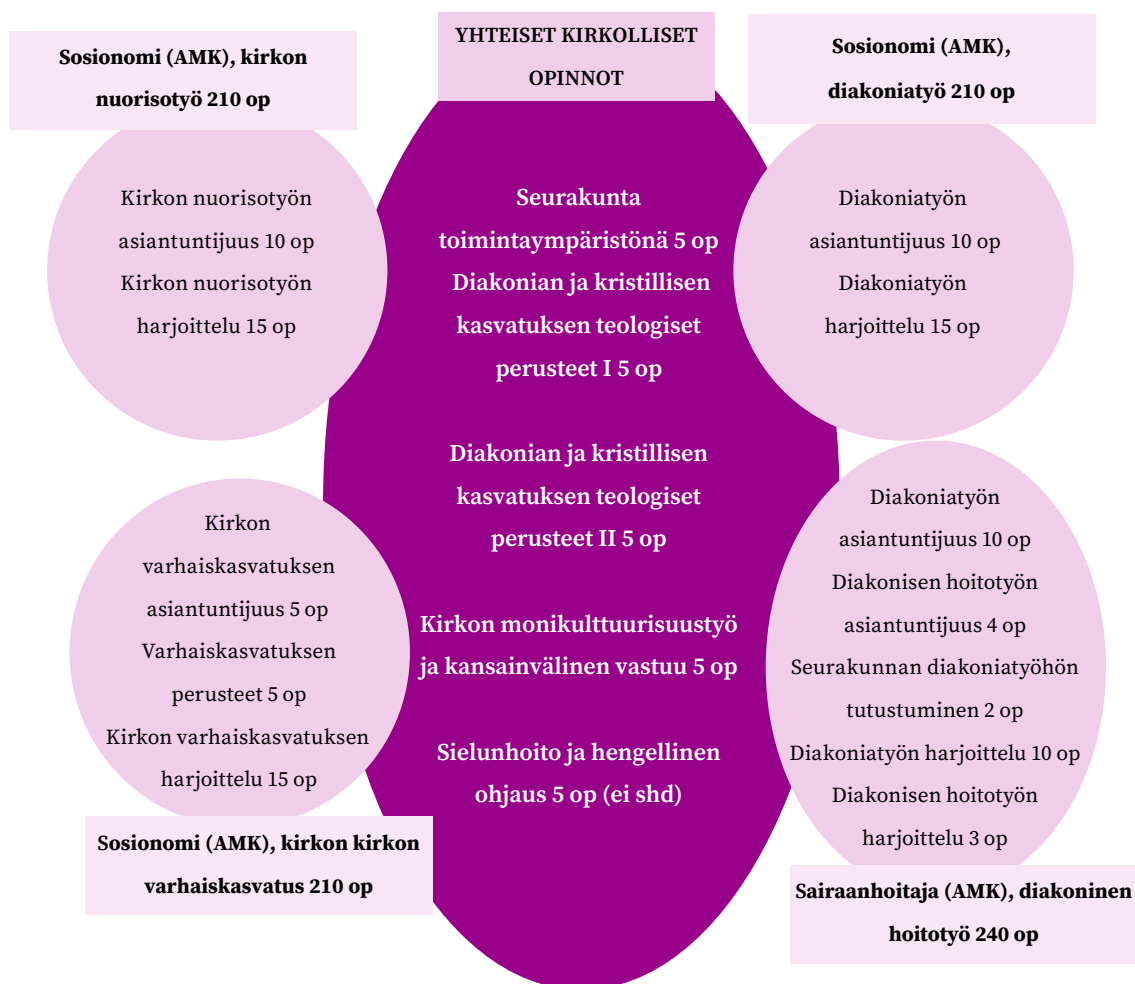 Sosionomi (AMK), kirkon
nuorisotyö 210 op
Kirkon nuorisotyön
asiantuntijuus 10 op
Kirkon nuorisotyön
harjoittelu 15 op
YHTEISET KIRKOLLISET
OPINNOT
Seurakunta
toimintaympäristönä 5 op
Diakonian ja kristillisen
kasvatuksen teologiset
perusteet I 5 op
Diakonian ja kristillisen
kasvatuksen teologiset
perusteet II 5 op
Kirkon monikulttuurisuustyö
ja kansainvälinen vastuu 5 op
Sielunhoito ja hengellinen
ohjaus 5 op (ei shd)
Sosionomi (AMK),
diakoniatyö 210 op
Diakoniatyön
asiantuntijuus 10 op
Diakoniatyön
harjoittelu 15 op
Kirkon
varhaiskasvatuksen
asiantuntijuus 5 op
Varhaiskasvatuksen
perusteet 5 op
Kirkon varhaiskasvatuksen
harjoittelu 15 op
Sosionomi (AMK), kirkon kirkon
varhaiskasvatus 210 op
Diakoniatyön
asiantuntijuus 10 op
Diakonisen hoitotyön
asiantuntijuus 4 op
Seurakunnan diakoniatyöhön
tutustuminen 2 op
Diakoniatyön harjoittelu 10 op
Diakonisen hoitotyön
harjoittelu 3 op
Sairaanhoitaja (AMK), diakoninen
hoitotyö 240 op